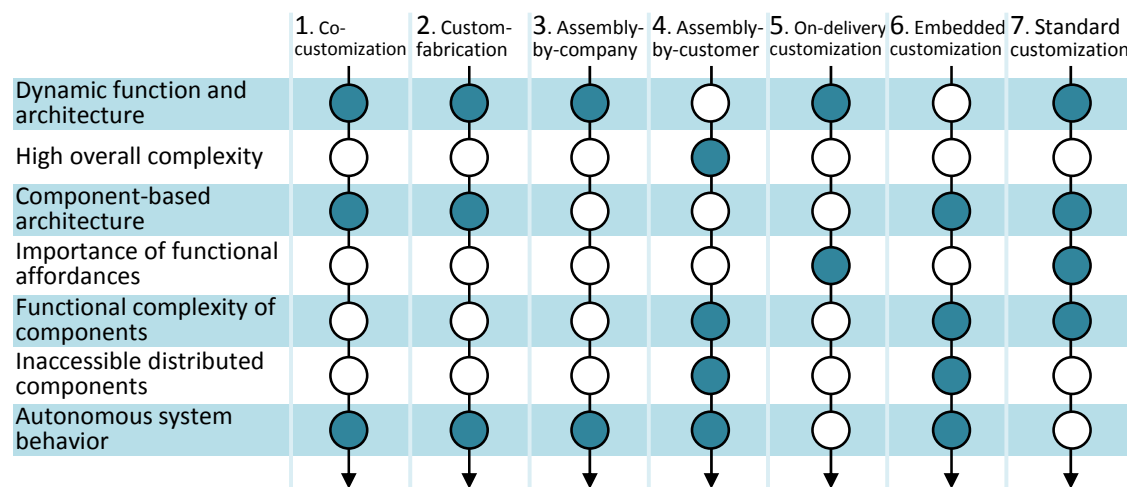 1. Co-
customization
2. Custom-
fabrication
3. Assembly-
by-company
4. Assembly-
by-customer
5. On-delivery
customization
6. Embedded
customization
7. Standard
customization
Dynamic function and
architecture
High overall complexity
Component-based
architecture
Importance of functional
affordances
Functional complexity of
components
Inaccessible distributed
components
Autonomous system
behavior